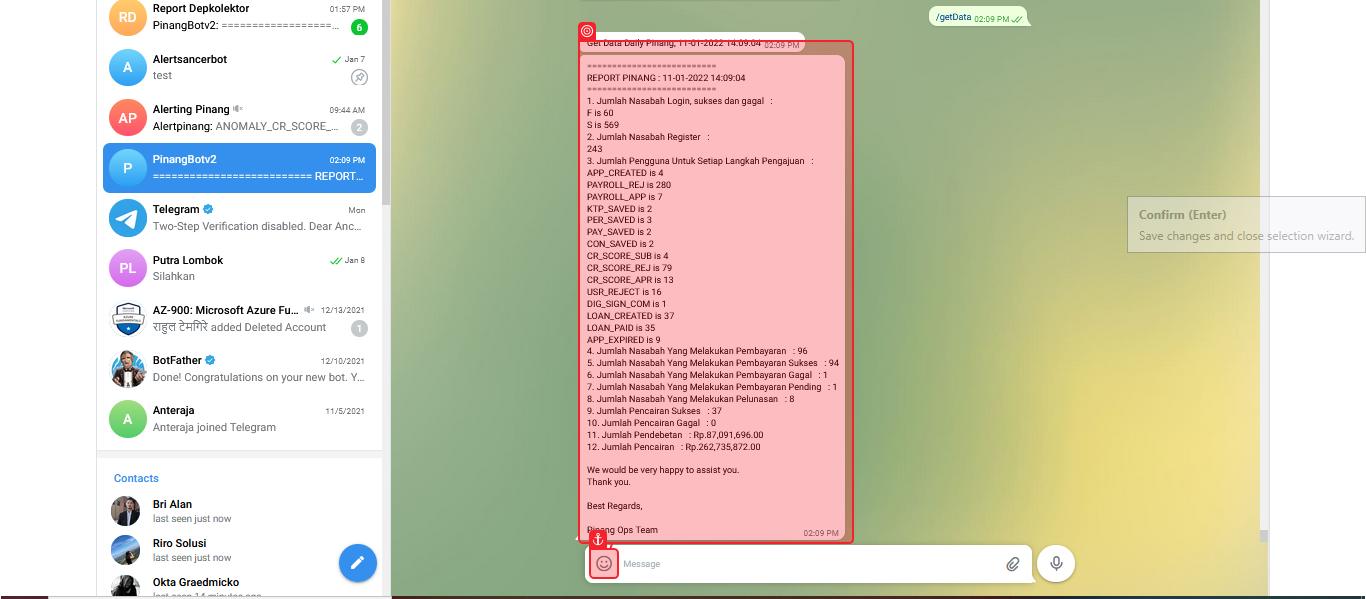 RD
Report Depkolektor
01:57 PM
PinangBotv2: ==================...
6
A
Alertsancerbot
Jan 7
test
AP
Alerting Pinang
09:44 AM
Alertpinang: ANOMALY_CR_SCORE_...
2
P
PinangBotv2
02:09 PM
========================== REPORT...
Telegram
Mon
Two-Step Verification disabled. Dear Anc...
PL
Putra Lombok
Jan 8
Silahkan
AZ-900: Microsoft Azure Fu...
12/13/2021
राहुल टेमगिरे added Deleted Account
1
BotFather
12/10/2021
Done! Congratulations on your new bot. Y...
A
Anteraja
11/5/2021
Anteraja joined Telegram
Contacts
Bri Alan
last seen just now
Riro Solusi
last seen just now
Okta Graedmicko
last seen 14 minutes ago
/getData 02:09 PM
Get Data Daily Pinang, 11-01-2022 14:09:04 02:09 PM
==========================
REPORT PINANG : 11-01-2022 14:09:04
==========================
1. Jumlah Nasabah Login, sukses dan gagal :
F is 60
S is 569
2. Jumlah Nasabah Register :
243
3. Jumlah Pengguna Untuk Setiap Langkah Pengajuan :
APP_CREATED is 4
PAYROLL_REJ is 280
PAYROLL_APP is 7
KTP_SAVED is 2
PER_SAVED is 3
PAY_SAVED is 2
CON_SAVED is 2
CR_SCORE_SUB is 4
CR_SCORE_REJ is 79
CR_SCORE_APR is 13
USR_REJECT is 16
DIG_SIGN_COM is 1
LOAN_CREATED is 37
LOAN_PAID is 35
APP_EXPIRED is 9
4. Jumlah Nasabah Yang Melakukan Pembayaran : 96
5. Jumlah Nasabah Yang Melakukan Pembayaran Sukses : 94
6. Jumlah Nasabah Yang Melakukan Pembayaran Gagal : 1
7. Jumlah Nasabah Yang Melakukan Pembayaran Pending : 1
8. Jumlah Nasabah Yang Melakukan Pelunasan : 8
9. Jumlah Pencairan Sukses : 37
10. Jumlah Pencairan Gagal : 0
11. Jumlah Pendebetan : Rp.87,091,696.00
12. Jumlah Pencairan : Rp.262,735,872.00
We would be very happy to assist you.
Thank you.
Best Regards,
Pinang Ops Team
02:09 PM
Message
Confirm (Enter)
Save changes and close selection wizard.